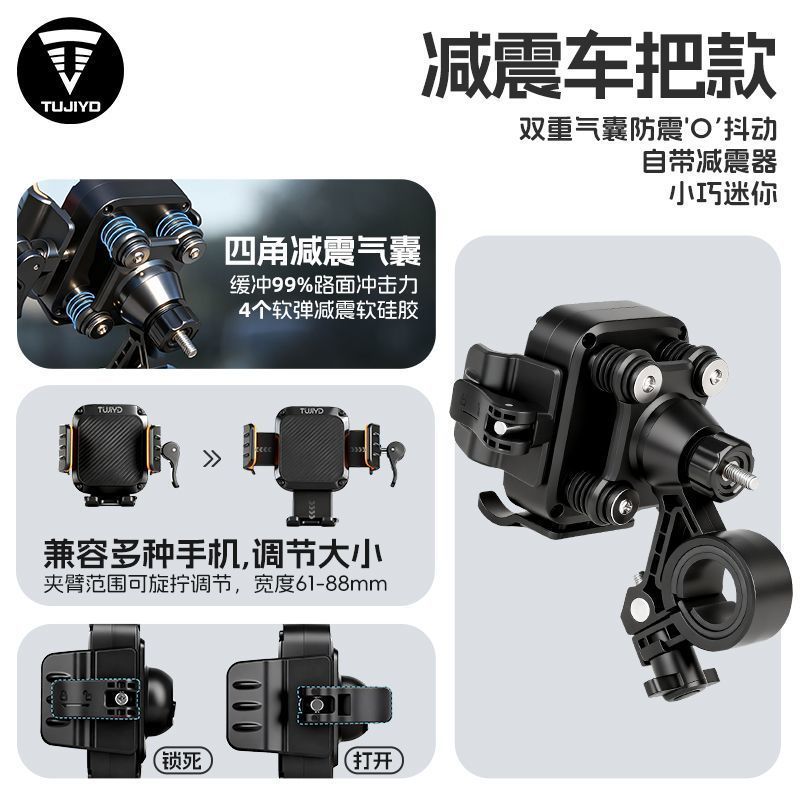 TUJIYD
减震车把款
双重气囊防震'O'抖动
自带减震器
小巧迷你
四角减震气囊
缓冲99%路面冲击力
4个软弹减震软硅胶
TUJIYD
TUJIYD
兼容多种手机,调节大小
夹臂范围可旋拧调节，宽度61-88mm
锁死
打开